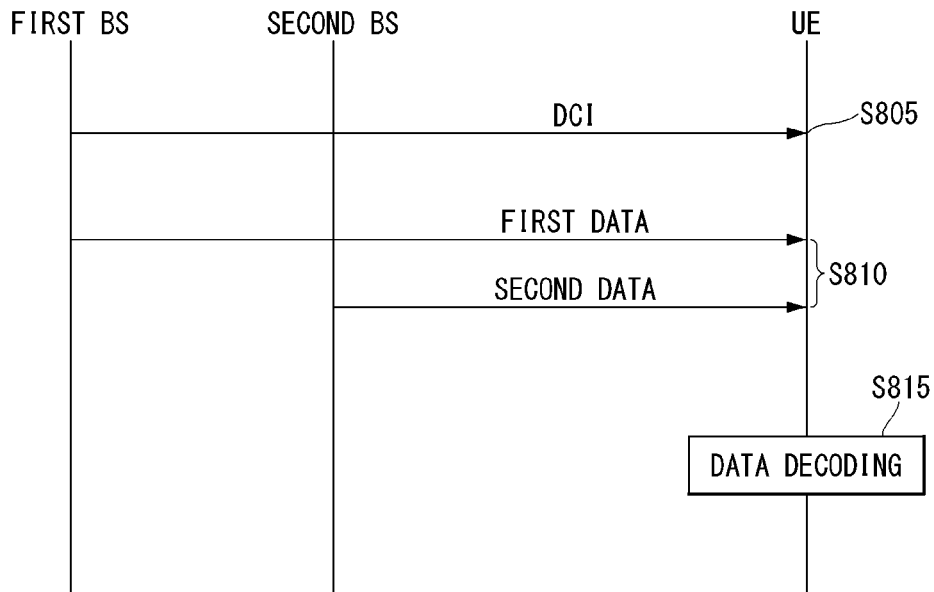 FIRST BS
SECOND BS
UE
DCI
S805
FIRST DATA
SECOND DATA
S810
S815
DATA DECODING